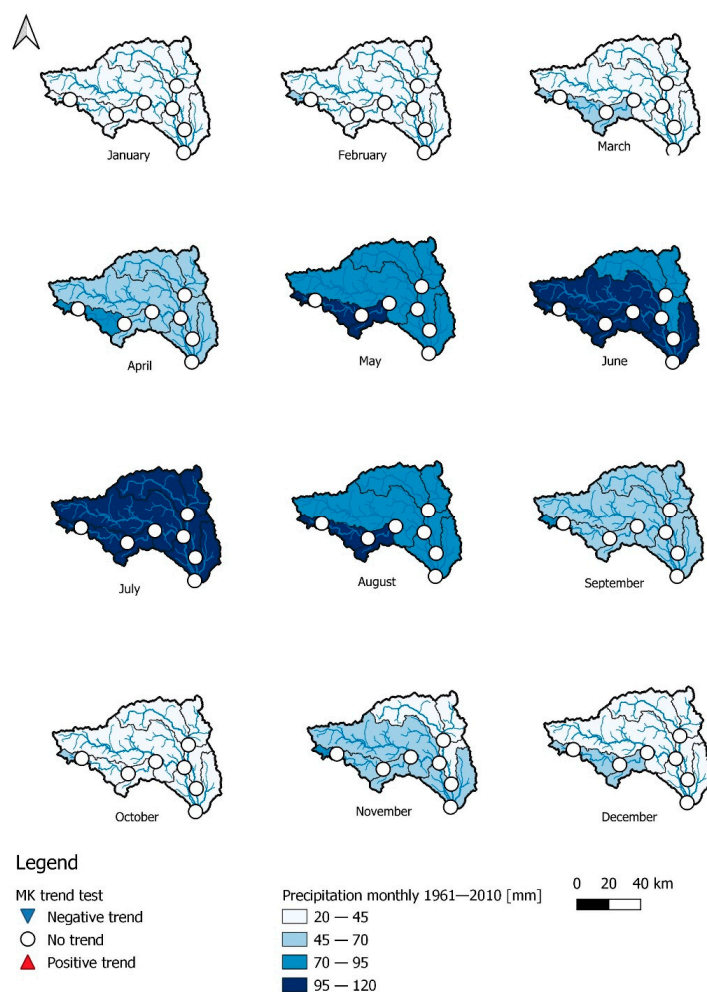 January
February
March
April
May
June
July
August
September
October
November
December
Legend
MK trend test
Negative trend
No trend
Positive trend
Precipitation monthly 1961—2010 [mm]
20 — 45
45 — 70
70 — 95
95 — 120
0 20 40 km